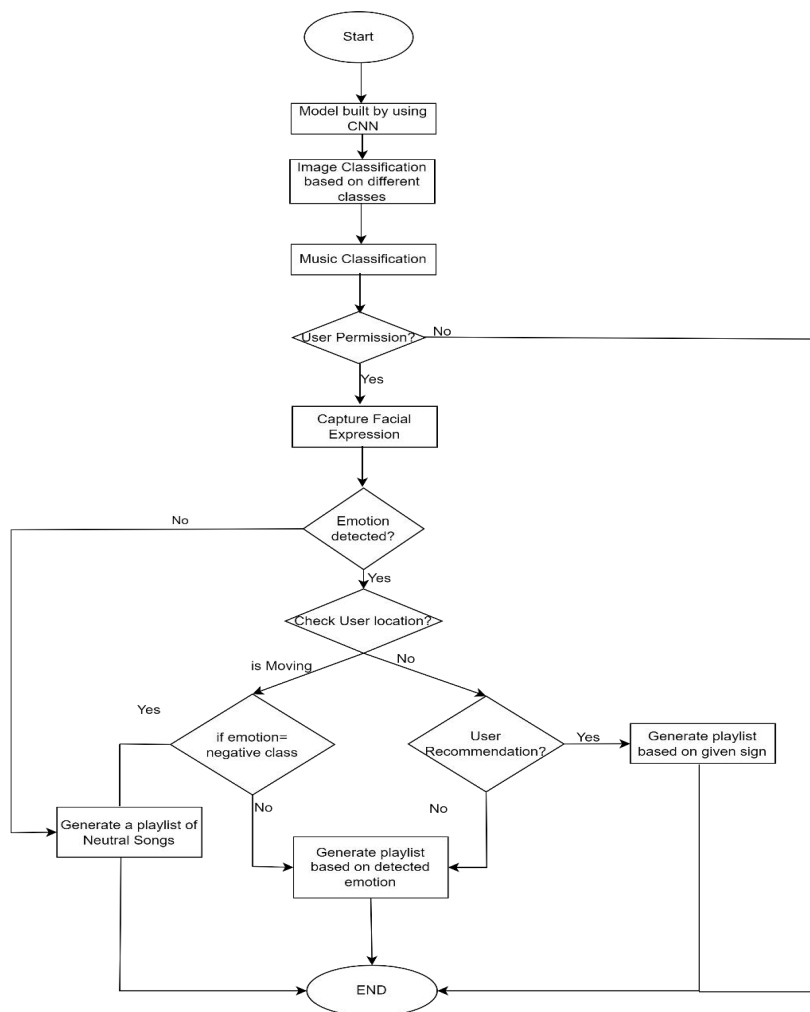 Start
Model built by using
CNN
Image Classification
based on different
classes
Music Classification
User Permission?
No
Yes
Capture Facial
Expression
Emotion
detected?
No
Yes
Check User location?
is Moving
No
Yes
if emotion=
negative class
User
Recommendation?
Yes
Generate playlist
based on given sign
No
No
Generate a playlist of
Neutral Songs
Generate playlist
based on detected
emotion
END